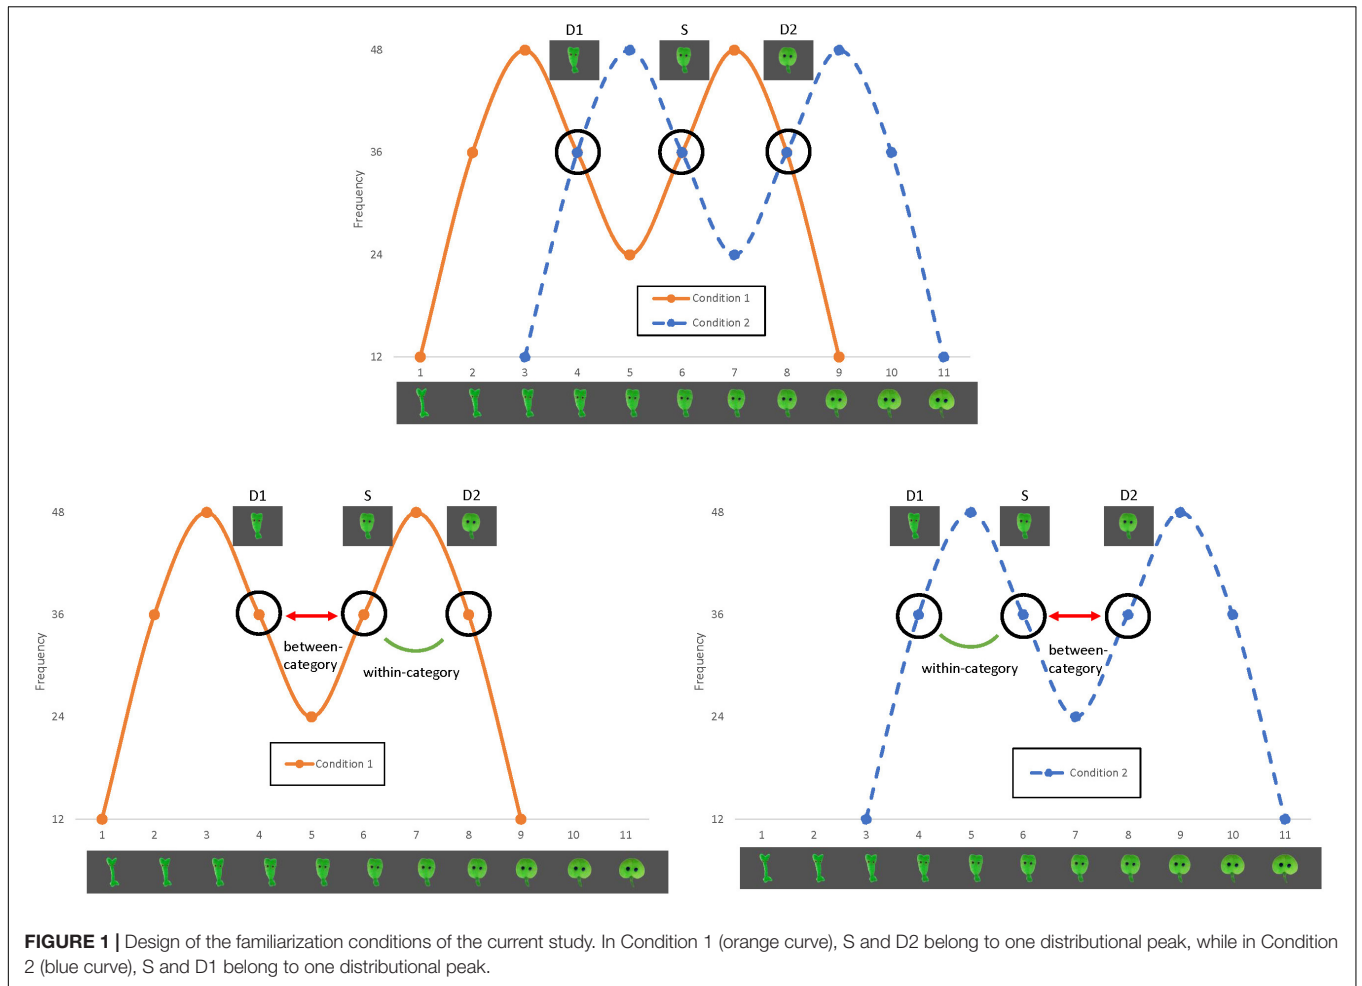 D1 S D2
48
36
24
12
Frequency
Condition 1
Condition 2
1 2 3 4 5 6 7 8 9 10 11
D1 S D2
48
36
24
12
Frequency
between-
category
within-category
Condition 1
1 2 3 4 5 6 7 8 9 10 11
D1 S D2
48
36
24
12
Frequency
within-category
between-
category
Condition 2
1 2 3 4 5 6 7 8 9 10 11
FIGURE 1 | Design of the familiarization conditions of the current study. In Condition 1 (orange curve), S and D2 belong to one distributional peak, while in Condition
2 (blue curve), S and D1 belong to one distributional peak.